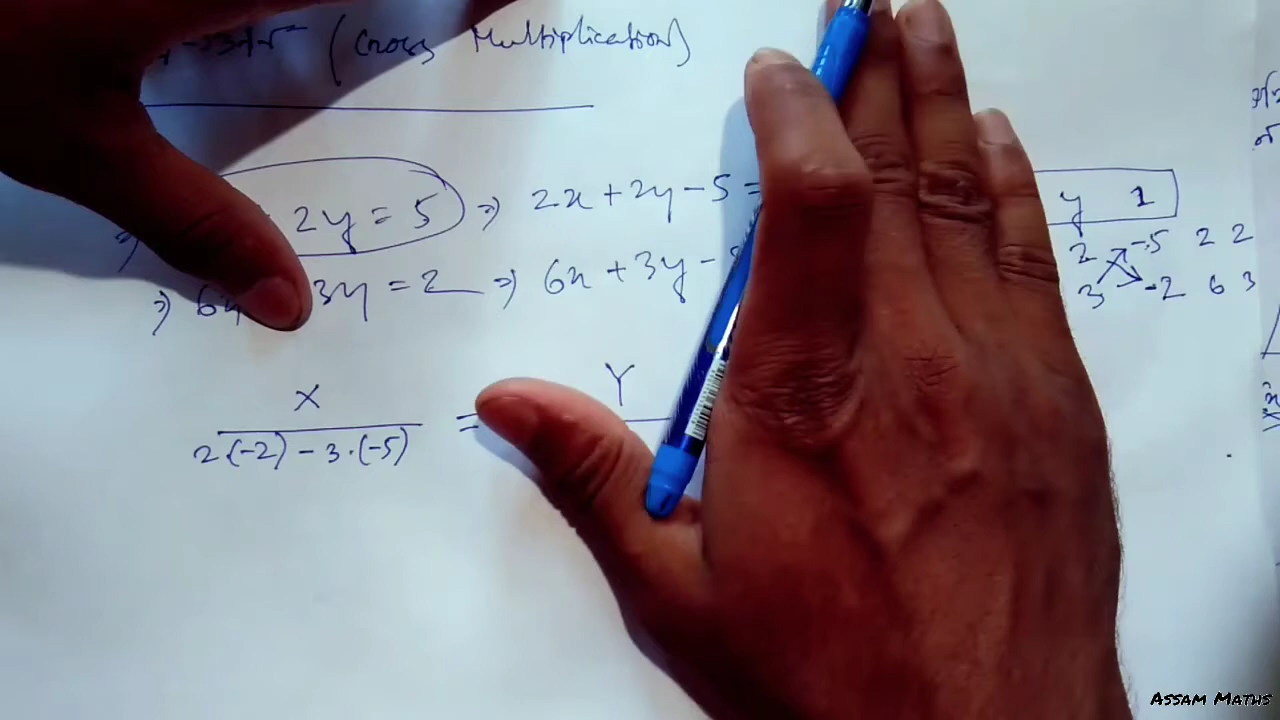 (Cross Multiplication)
2y = 5 ⇒ 2x + 2y - 5 =
y 1
⇒ 3y = 2 ⇒ 6x + 3y -
2 -5 2 2
3 -2 6 3
X = Y
2·(-2) - 3·(-5)
ASSAM MATHS